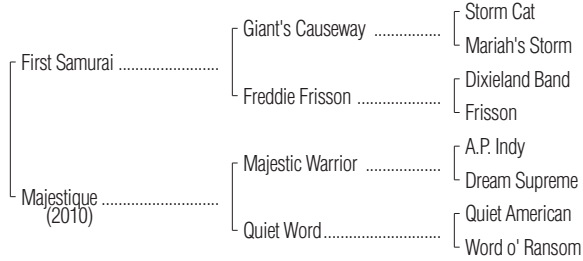 Storm Cat
Giant's Causeway ................
Mariah's Storm
First Samurai ........................
Dixieland Band
Freddie Frisson ....................
Frisson
A.P. Indy
Majestic Warrior ..................
Dream Supreme
Majestique ............................
(2010)
Quiet American
Quiet Word............................
Word o' Ransom